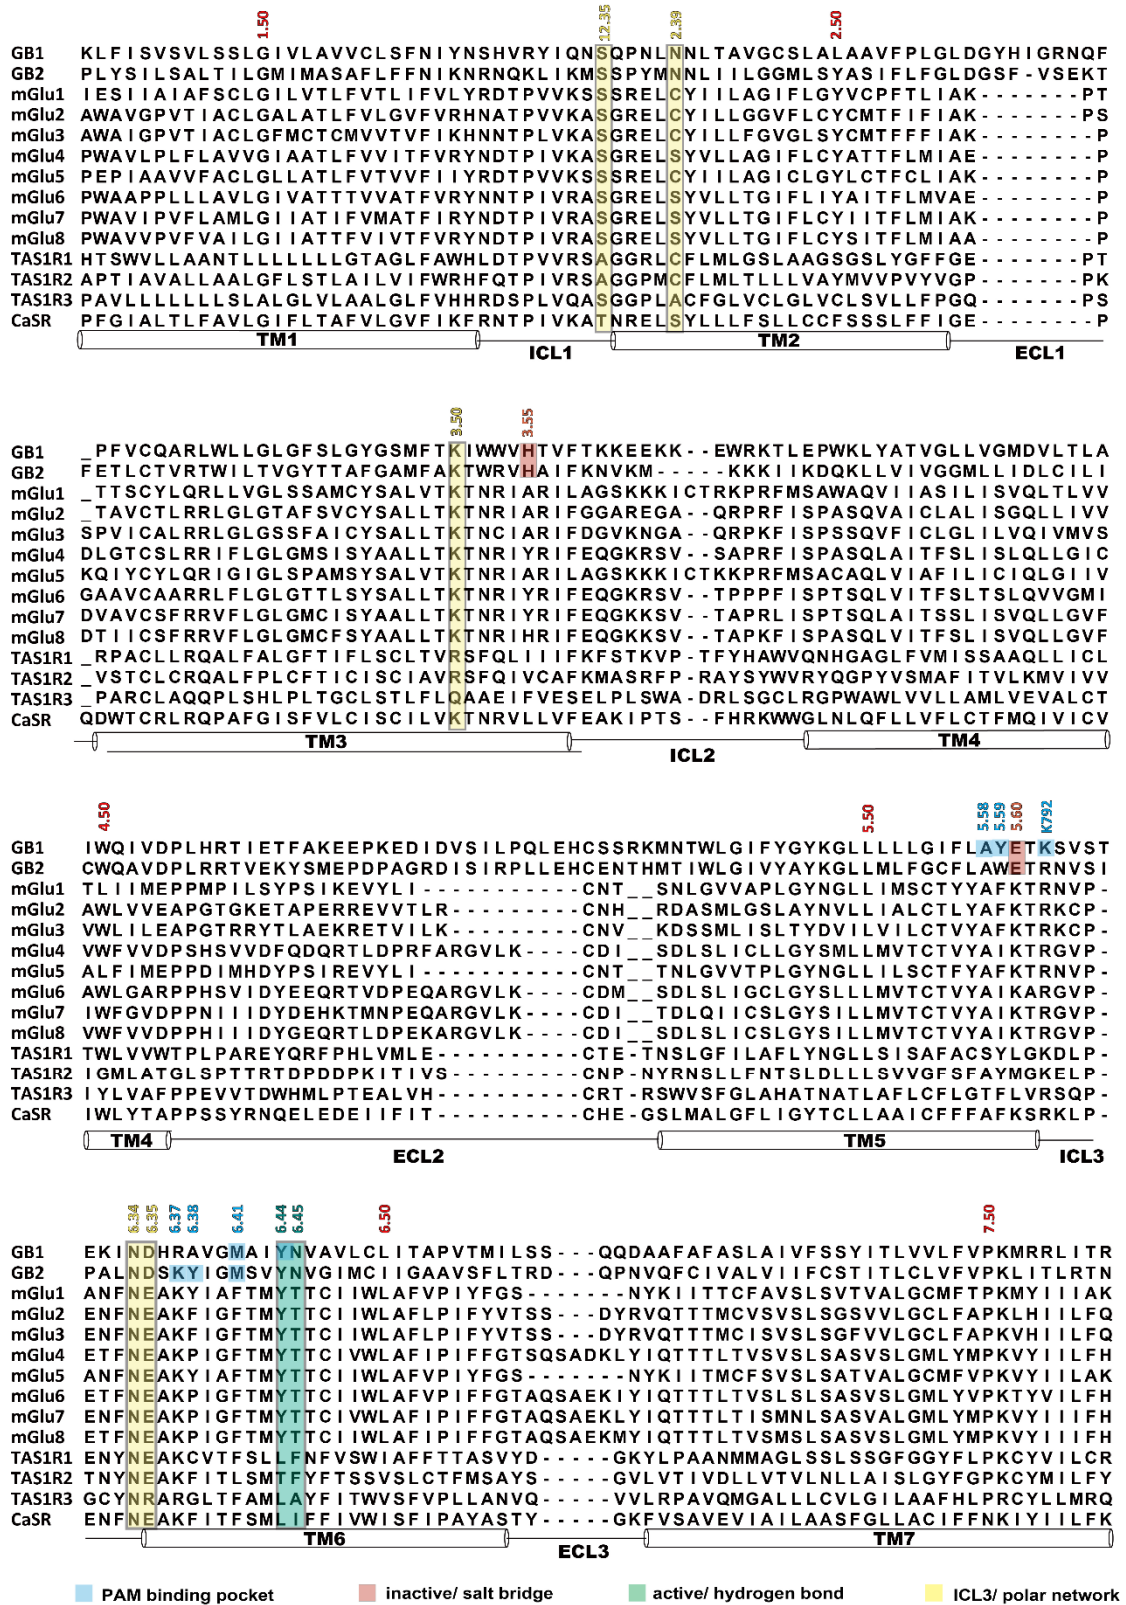 1.50 12.35 2.39 2.50
GB1 KLFISVSVLSSLGIVLAVVCLSFNIYNSHVRYIQNSQPNLNNLTAVGCSLALAAVFPLGLDGYHIGRNQF
GB2 PLYSILSALTILGMIMASAFLFFNIKNRNQKLIKMSSPYMNNLIILGGMLSYASIFLFGLDGSF-VSEKT
mGlu1 IESIIAIAFSCLGILVTLFVTLIFVLYRDTPVVKSSSRELCYIILAGIFLGYVCPFTLIAK-------PT
mGlu2 AWAVGPVTIACLGALATLFVLGVFVRHNATPVVKASGRELCYILLGGVFLCYCMTFIFIAK-------PS
mGlu3 AWAIGPVTIACLGFMCTCMVVTVFIKHNNTPLVKASGRELCYILLFGVGLSYCMTFFFIAK--------P
mGlu4 PWAVLPLFLAVVGIAATLFVVITFVRYNDTPIVKASGRELSYVLLAGIFLCYATTFLMIAE--------P
mGlu5 PEPIAAVVFACLGLLATLFVTVVFIIYRDTPVVKSSSRELCYIILAGICLGYLCTFCLIAK--------P
mGlu6 PWAAPPLLLAVLGIVATTTVVATFVRYNNTPIVRASGRELSYVLLTGIFLIYAITFLMVAE--------P
mGlu7 PWAVIPVFLAMLGIIATIFVMATFIRYNDTPIVRASGRELSYVLLTGIFLCYIITFLMIAK--------P
mGlu8 PWAVVPVFVAILGIIATTFVIVTFVRYNDTPIVRASGRELSYVLLTGIFLCYSITFLMIAA--------P
TAS1R1 HTSWVLLAANTLLLLLLLGTAGLFAWHLDTPVVRSAGGRLCFLMLGSLAAGSGSLYGFFGE-------PT
TAS1R2 APTIAVALLAALGFLSTLAILVIFWRHFQTPIVRSAGGPMCFLMLTLLLVAYMVVPVYVGP-------PK
TAS1R3 PAVLLLLLLLSLALGLVLAALGLFVHHRDSPLVQASGGPLACFGLVCLGLVCLSVLLFPGQ-------PS
CaSR PFGIALTLFAVLGIFLTAFVLGVFIKFRNTPIVKATNRELSYLLLFSLLCCFSSSLFFIGE--------P
TM1 ICL1 TM2 ECL1
3.50 3.55
GB1 _PFVCQARLWLLGLGFSLGYGSMFTKIWWVHTVFTKKEEKK--EWRKTLEPWKLYATVGLLVGMDVLTLA
GB2 FETLCTVRTWILTVGYTTAFGAMFAKTWRVHAIFKNVKM-----KKKIIKDQKLLVIVGGMLLIDLCILI
mGlu1 _TTSCYLQRLLVGLSSAMCYSALVTKTNRIARILAGSKKKICTRKPRFMSAWAQVIIASILISVQLTLVV
mGlu2 _TAVCTLRRLGLGTAFSVCYSALLTKTNRIARIFGGAREGA--QRPRFISPASQVAICLALISGQLLIVV
mGlu3 SPVICALRRLGLGSSFAICYSALLTKTNCIARIFDGVKNGA--QRPKFISPSSQVFICLGLILVQIVMVS
mGlu4 DLGTCSLRRIFLGLGMSISYAALLTKTNRIYRIFEQGKRSV--SAPRFISPASQLAITFSLISLQLLGIC
mGlu5 KQIYCYLQRIGIGLSPAMSYSALVTKTNRIARILAGSKKKICTKKPRFMSACAQLVIAFILICIQLGIIV
mGlu6 GAAVCAARRLFLGLGTTLSYSALLTKTNRIYRIFEQGKRSV--TPPPFISPTSQLVITFSLTSLQVVGMI
mGlu7 DVAVCSFRRVFLGLGMCISYAALLTKTNRIYRIFEQGKKSV--TAPRLISPTSQLAITSSLISVQLLGVF
mGlu8 DTIICSFRRVFLGLGMCFSYAALLTKTNRIHRIFEQGKKSV--TAPKFISPASQLVITFSLISVQLLGVF
TAS1R1 _RPACLLRQALFALGFTIFLSCLTVRSFQLIIIFKFSTKVP-TFYHAWVQNHGAGLFVMISSAAQLLICL
TAS1R2 _VSTCLCRQALFPLCFTICISCIAVRSFQIVCAFKMASRFP-RAYSYWVRYQGPYVSMAFITVLKMVIVV
TAS1R3 _PARCLAQQPLSHLPLTGCLSTLFLQAAEIFVESELPLSWA-DRLSGCLRGPWAWLVVLLAMLVEVALCT
CaSR QDWTCRLRQPAFGISFVLCISCILVKTNRVLLVFEAKIPTS--FHRKWWGLNLQFLLVFLCTFMQIVICV
TM3 ICL2 TM4
4.50 5.50 5.58 5.59 5.60 K792
GB1 IWQIVDPLHRTIETFAKEEPKEDIDVSILPQLEHCSSRKMNTWLGIFYGYKGLLLLLGIFLAYETKSVST
GB2 CWQAVDPLRRTVEKYSMEPDPAGRDISIRPLLEHCENTHMTIWLGIVYAYKGLLMLFGCFLAWETRNVSI
mGlu1 TLIIMEPPMPILSYPSIKEVYLI---------CNT__SNLGVVAPLGYNGLLIMSCTYYAFKTRNVP-
mGlu2 AWLVVEAPGTGKETAPERREVVTLR--------CNH__RDASMLGSLAYNVLLIALCTLYAFKTRKCP-
mGlu3 VWLILEAPGTRRYTLAEKRETVILK--------CNV__KDSSMLISLTYDVILVILCTVYAFKTRKCP-
mGlu4 VWFVVDPSHSVVDFQDQRTLDPRFARGVLK---CDI__SDLSLICLLGYSMLLMVTCTVYAIKTRGVP-
mGlu5 ALFIMEPPDIMHDYPSIREVYLI---------CNT__TNLGVVTPLGYNGLLILSCTFYAFKTRNVP-
mGlu6 AWLGARPPHSVIDYEEQRTVDPEQARGVLK---CDM__SDLSLIGCLGYSLLLMVTCTVYAIKARGVP-
mGlu7 IWFGVDPPNIIIDYDEHKTMNPEQARGVLK---CDI__TDLQIICSLGYSILLMVTCTVYAIKTRGVP-
mGlu8 VWFVVDPPHIIIDYGEQRTLDPEKARGVLK---CDI__SDLSLICSLGYSILLMVTCTVYAIKTRGVP-
TAS1R1 TWLVVWTPLPAREYQRFPHLVMLE---------CTE-TNSLGFILAFLYNGLLSISAFACSYLGKDLP-
TAS1R2 IGMLATGLSPTTRTDPDDPKITIVS--------CNP-NYRNSLLFNTSLDLLLSVVGFSFAYMGKELP-
TAS1R3 IYLVAFPPEVVTDWHMLPTEALVH---------CRT-RSWVSFGLAHATNATLAFLCFLGTFLVRSQP-
CaSR IWLYTAPPSSYRNQELEDEIIFIT---------CHE-GSLMALGFLIGYTCLLAAICFFFAFKSRKLP-
TM4 ECL2 TM5 ICL3
6.34 6.35 6.37 6.38 6.41 6.44 6.45 6.50 7.50
GB1 EKINDHRAVGMAIYNVAVLCLITAPVTMILSS---QQDAAFAFASLAIVFSSYITLVVLFVPKMRRLITR
GB2 PALNDSKYIGMSVYNVGIMCIIGAAVSFLTRD---QPNVQFCIVALVIIFCSTITLCLVFVPKLITLRTN
mGlu1 ANFNEAKYIAFTMYTTCIIWLAFVPIYFGS-----NYKIITTCFAVSLSVTVALGCMFTPKMYIIIAK
mGlu2 ENFNEAKFIGFTMYTTCIIWLAFLPIFYVTSS---DYRVQTTTMCVSVSLSGSVVLGCLFAPKLHIILFQ
mGlu3 ENFNEAKFIGFTMYTTCIIWLAFLPIFYVTSS---DYRVQTTTMCISVSLSGFVVLGCLFAPKVHIILFQ
mGlu4 ETFNEAKPIGFTMYTTCIVWLAFIPIFFGTSQSADKLYIQTTTLTVSVSLSASVSLGMLYMPKVYIILFH
mGlu5 ANFNEAKYIAFTMYTTCIIWLAFVPIYFGS-----NYKIITMCFSVSLSATVALGCMFVPKVYIILAK
mGlu6 ETFNEAKPIGFTMYTTCIIWLAFVPIFFGTAQSAEKIYIQTTTLTVSLSLSASVSLGMLYVPKTYVILFH
mGlu7 ENFNEAKPIGFTMYTTCIVWLAFIPIFFGTAQSAEKLYIQTTTLTISMNLSASVALGMLYMPKVYIIIFH
mGlu8 ETFNEAKPIGFTMYTTCIIWLAFIPIFFGTAQSAEKMYIQTTTLTVSMSLSASVSLGMLYMPKVYIIIFH
TAS1R1 ENYNEAKCVTFSLLFNFVSWIAFFTTASVYD-----GKYLPAANMMAGLSSLSSGFGGYFLPKCYVILCR
TAS1R2 TNYNEAKFITLSMTFYFTSSVSLCTFMSAYS-----GVLVTIVDLLVTVLNLLAISLGYFGPKCYMILFY
TAS1R3 GCYNRARGLTFAMLAYFITWVSFVPLLANVQ-----VVLRPAVQMGALLLCVLGILAAFHLPRCYLLMRQ
CaSR ENFNEAKFITFSMLIFFIVWISFIPAYASTY-----GKFVSAVEVIAILAASFGLLACIFFNKIYIILFK
TM6 ECL3 TM7
PAM binding pocket inactive/ salt bridge active/ hydrogen bond ICL3/ polar network